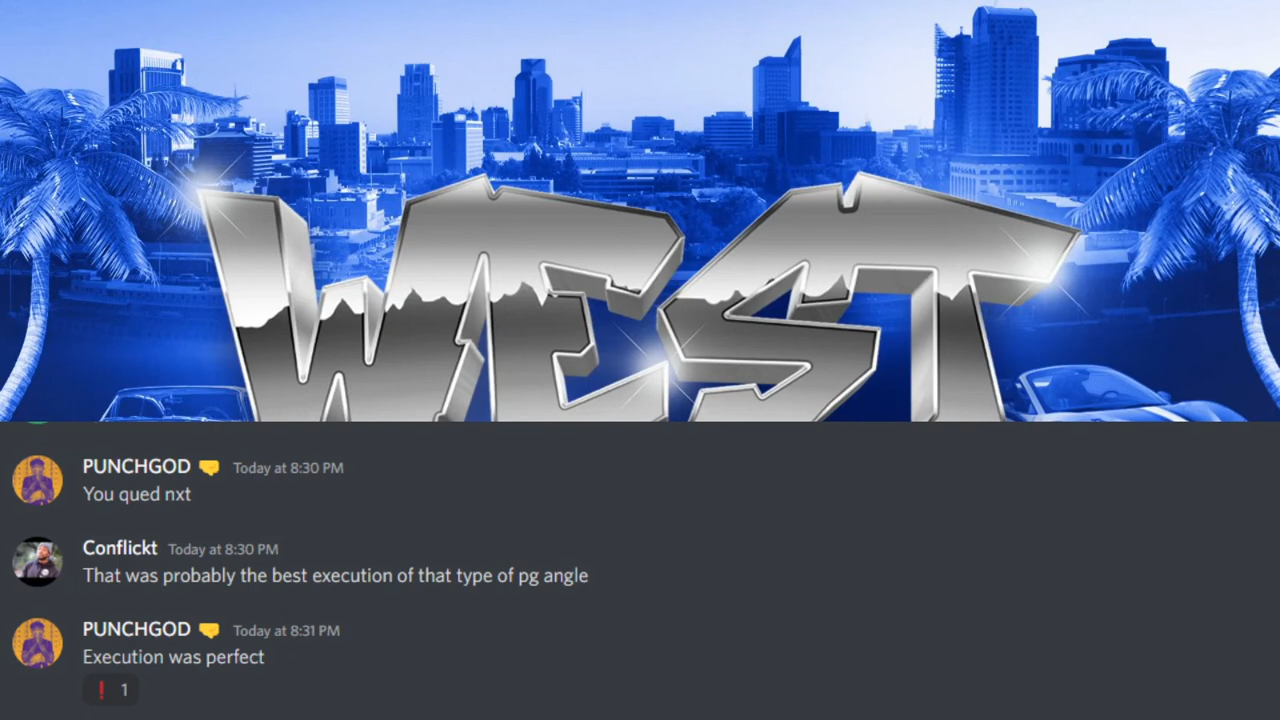 WEST
PUNCHGOD 🤜 Today at 8:30 PM
You qued nxt
Conflickt Today at 8:30 PM
That was probably the best execution of that type of pg angle
PUNCHGOD 🤜 Today at 8:31 PM
Execution was perfect
❗ 1